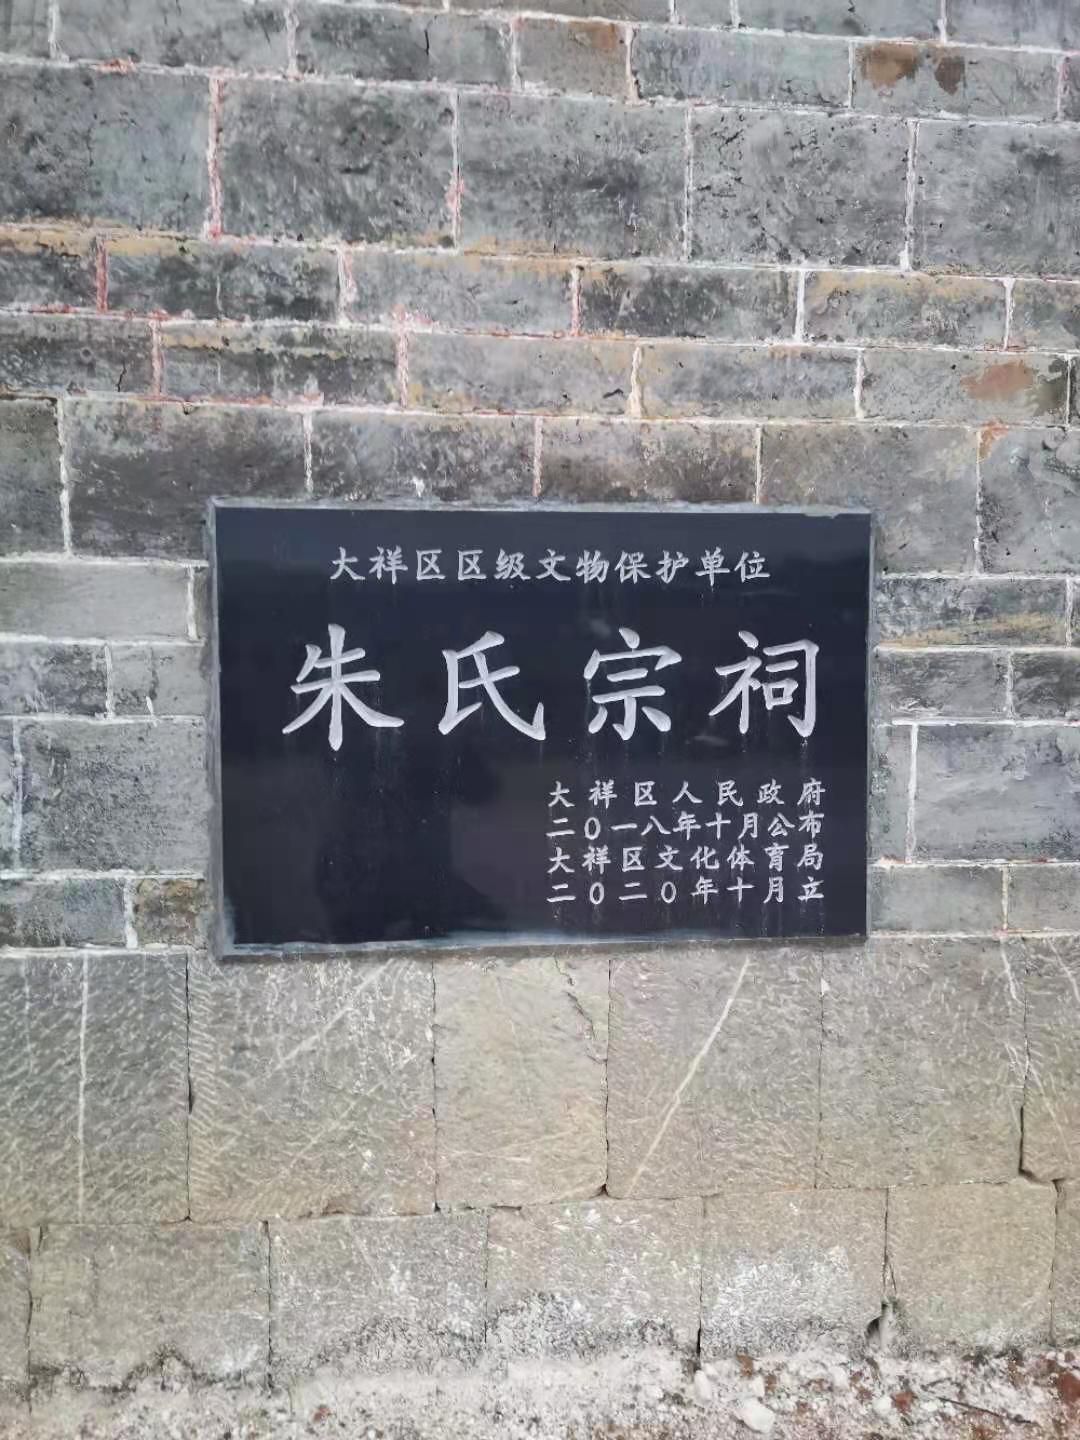 大祥区区级文物保护单位
朱氏宗祠
大祥区人民政府
二〇一八年十月公布
大祥区文化体育局
二〇二〇年十月立